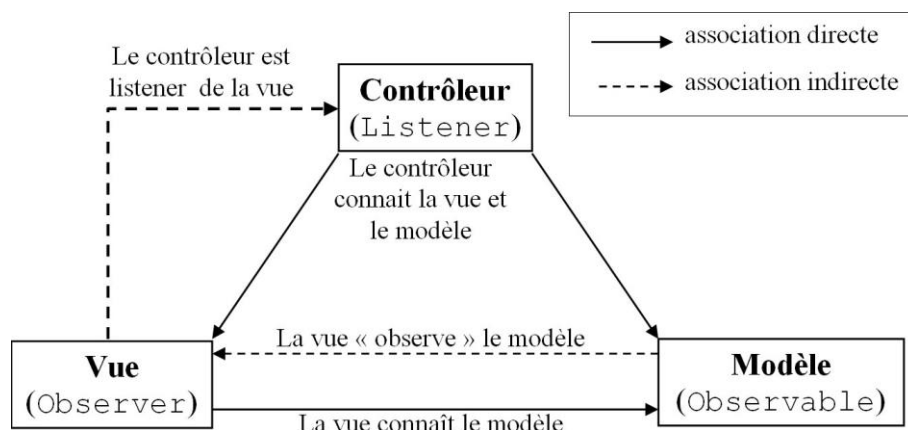 association directe
association indirecte
Le contrôleur est
listener de la vue
Contrôleur
(Listener)
Le contrôleur
connait la vue et
le modèle
La vue « observe » le modèle
Vue
(Observer)
Modèle
(Observable)
La vue connaît le modèle